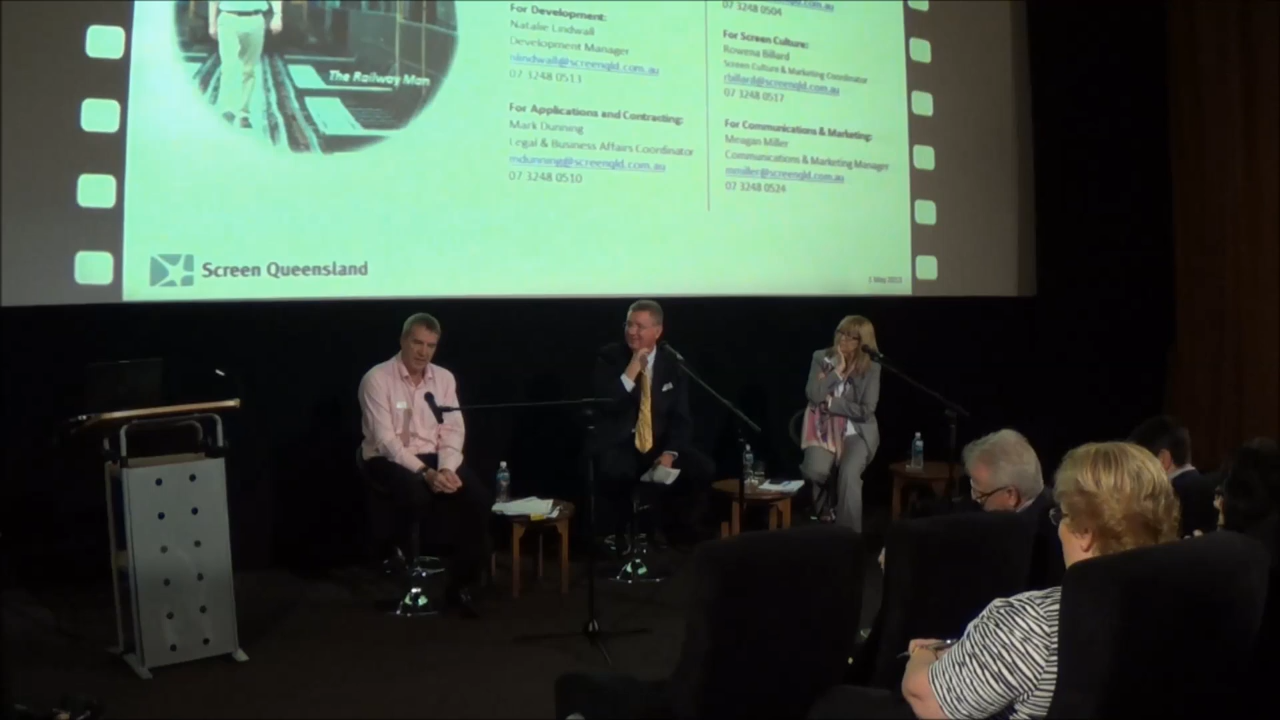 The Railway Man
For Development:
Natalie Lindwall
Development Manager
nlindwall@screenqld.com.au
07 3248 0513
For Applications and Contracting:
Mark Dunning
Legal & Business Affairs Coordinator
mdunning@screenqld.com.au
07 3248 0510
07 3248 0504
For Screen Culture:
Rowena Billard
Screen Culture & Marketing Coordinator
rbillard@screenqld.com.au
07 3248 0517
For Communications & Marketing:
Meagan Miller
Communications & Marketing Manager
mmiller@screenqld.com.au
07 3248 0524
Screen Queensland
1 May 2013